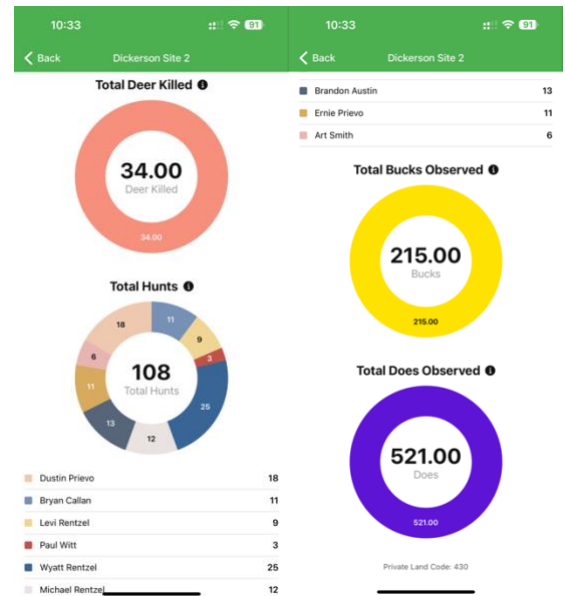 10:33
91
Back
Dickerson Site 2
Total Deer Killed
34.00
Deer Killed
34.00
Total Hunts
11
9
3
25
12
13
11
6
18
108
Total Hunts
Dustin Prievo 18
Bryan Callan 11
Levi Rentzel 9
Paul Witt 3
Wyatt Rentzel 25
Michael Rentzel 12
10:33
91
Back
Dickerson Site 2
Brandon Austin 13
Ernie Prievo 11
Art Smith 6
Total Bucks Observed
215.00
Bucks
215.00
Total Does Observed
521.00
Does
521.00
Private Land Code: 430